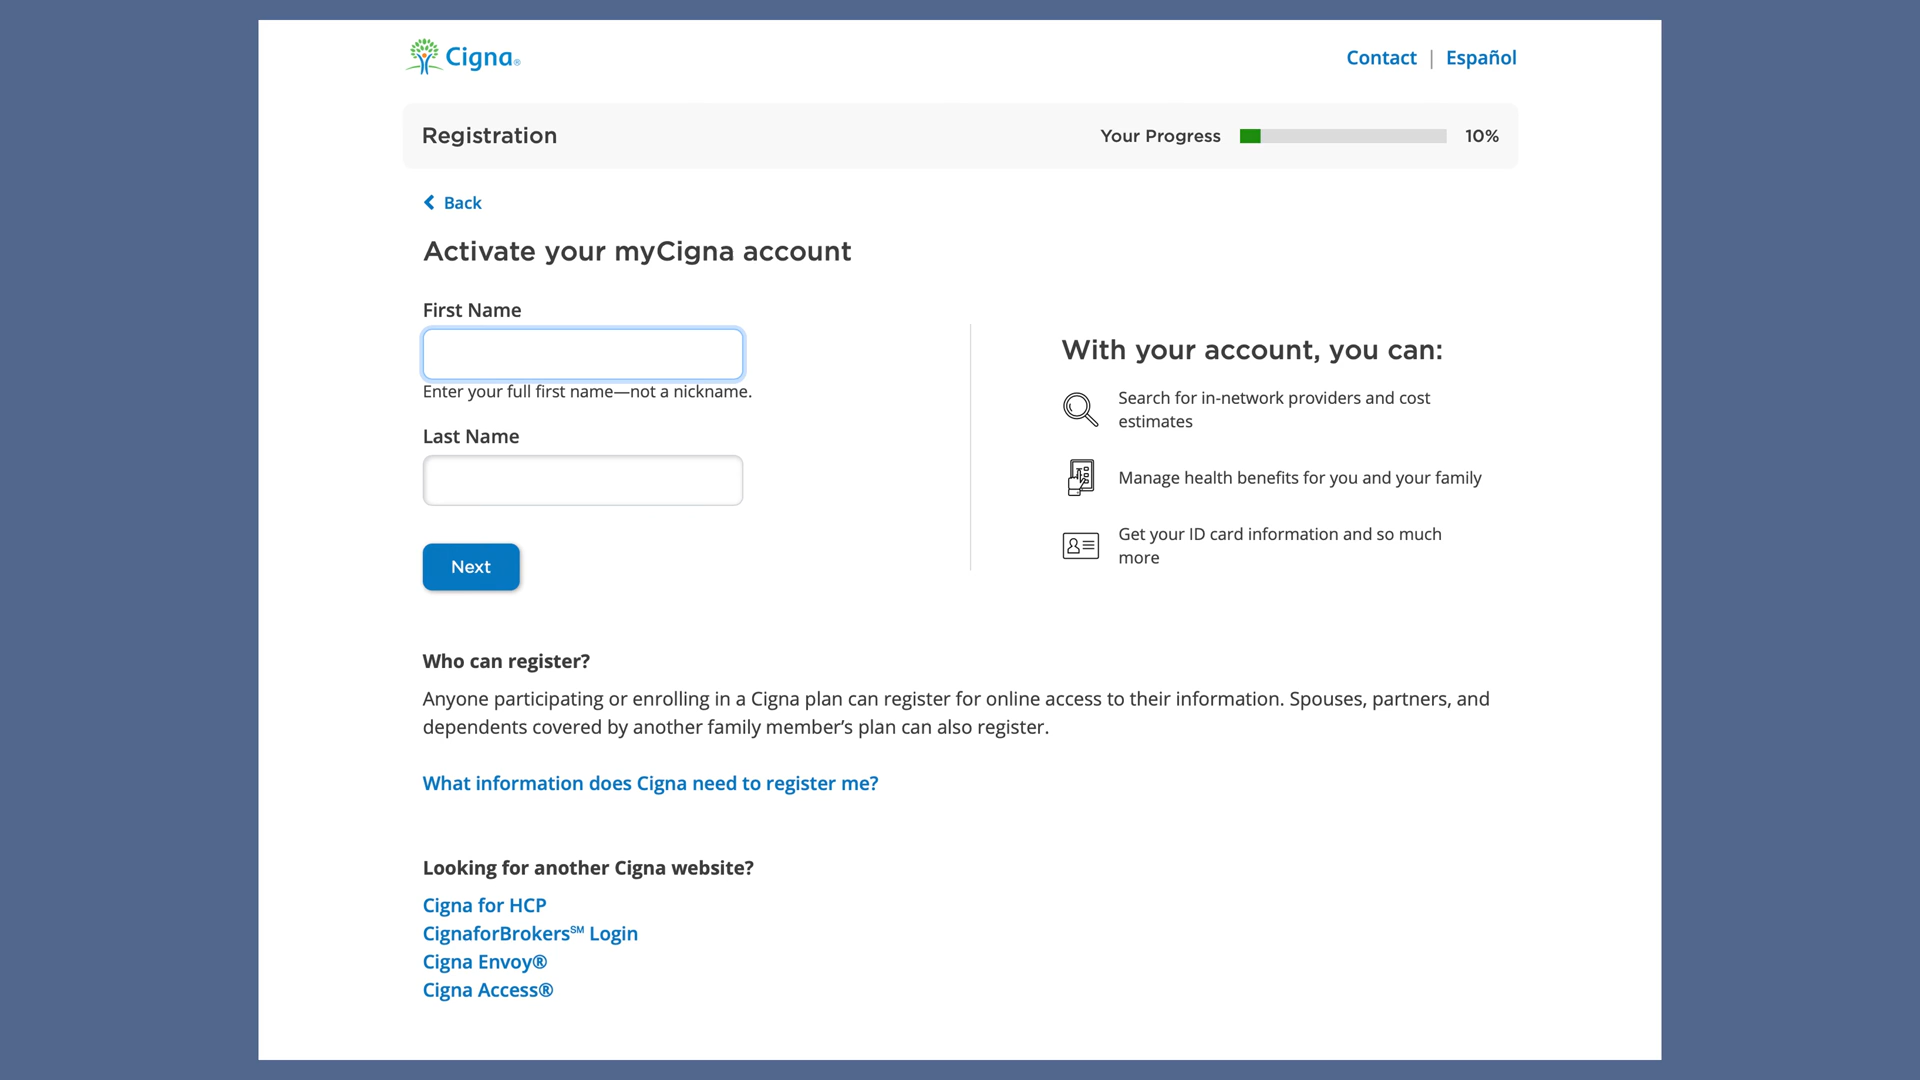 Cigna®
Contact | Español
Registration
Your Progress 10%
Back
Activate your myCigna account
First Name
Enter your full first name—not a nickname.
Last Name
Next
With your account, you can:
Search for in-network providers and cost
estimates
Manage health benefits for you and your family
Get your ID card information and so much
more
Who can register?
Anyone participating or enrolling in a Cigna plan can register for online access to their information. Spouses, partners, and
dependents covered by another family member’s plan can also register.
What information does Cigna need to register me?
Looking for another Cigna website?
Cigna for HCP
CignaforBrokers℠ Login
Cigna Envoy®
Cigna Access®